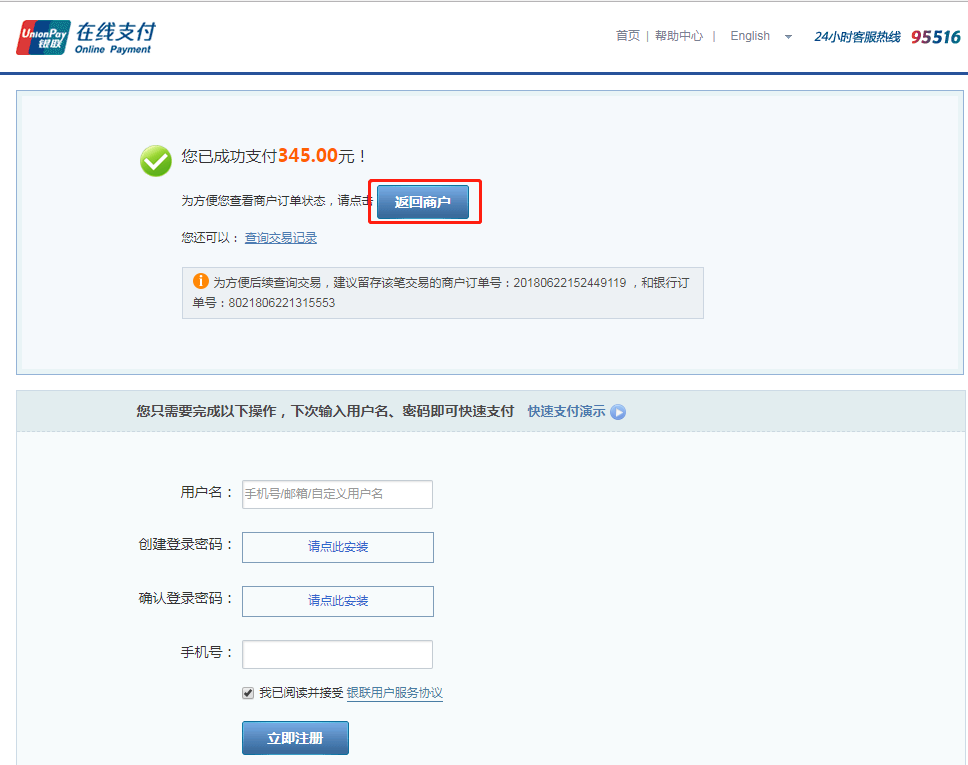 UnionPay 银联 在线支付 Online Payment
首页 | 帮助中心 | English 24小时客服热线 95516
您已成功支付345.00元！
为方便您查看商户订单状态，请点击 返回商户
您还可以： 查询交易记录
为方便后续查询交易，建议留存该笔交易的商户订单号：20180622152449119 ，和银行订
单号：8021806221315553
您只需要完成以下操作，下次输入用户名、密码即可快速支付 快速支付演示
用户名： 手机号/邮箱/自定义用户名
创建登录密码： 请点此安装
确认登录密码： 请点此安装
手机号：
我已阅读并接受 银联用户服务协议
立即注册